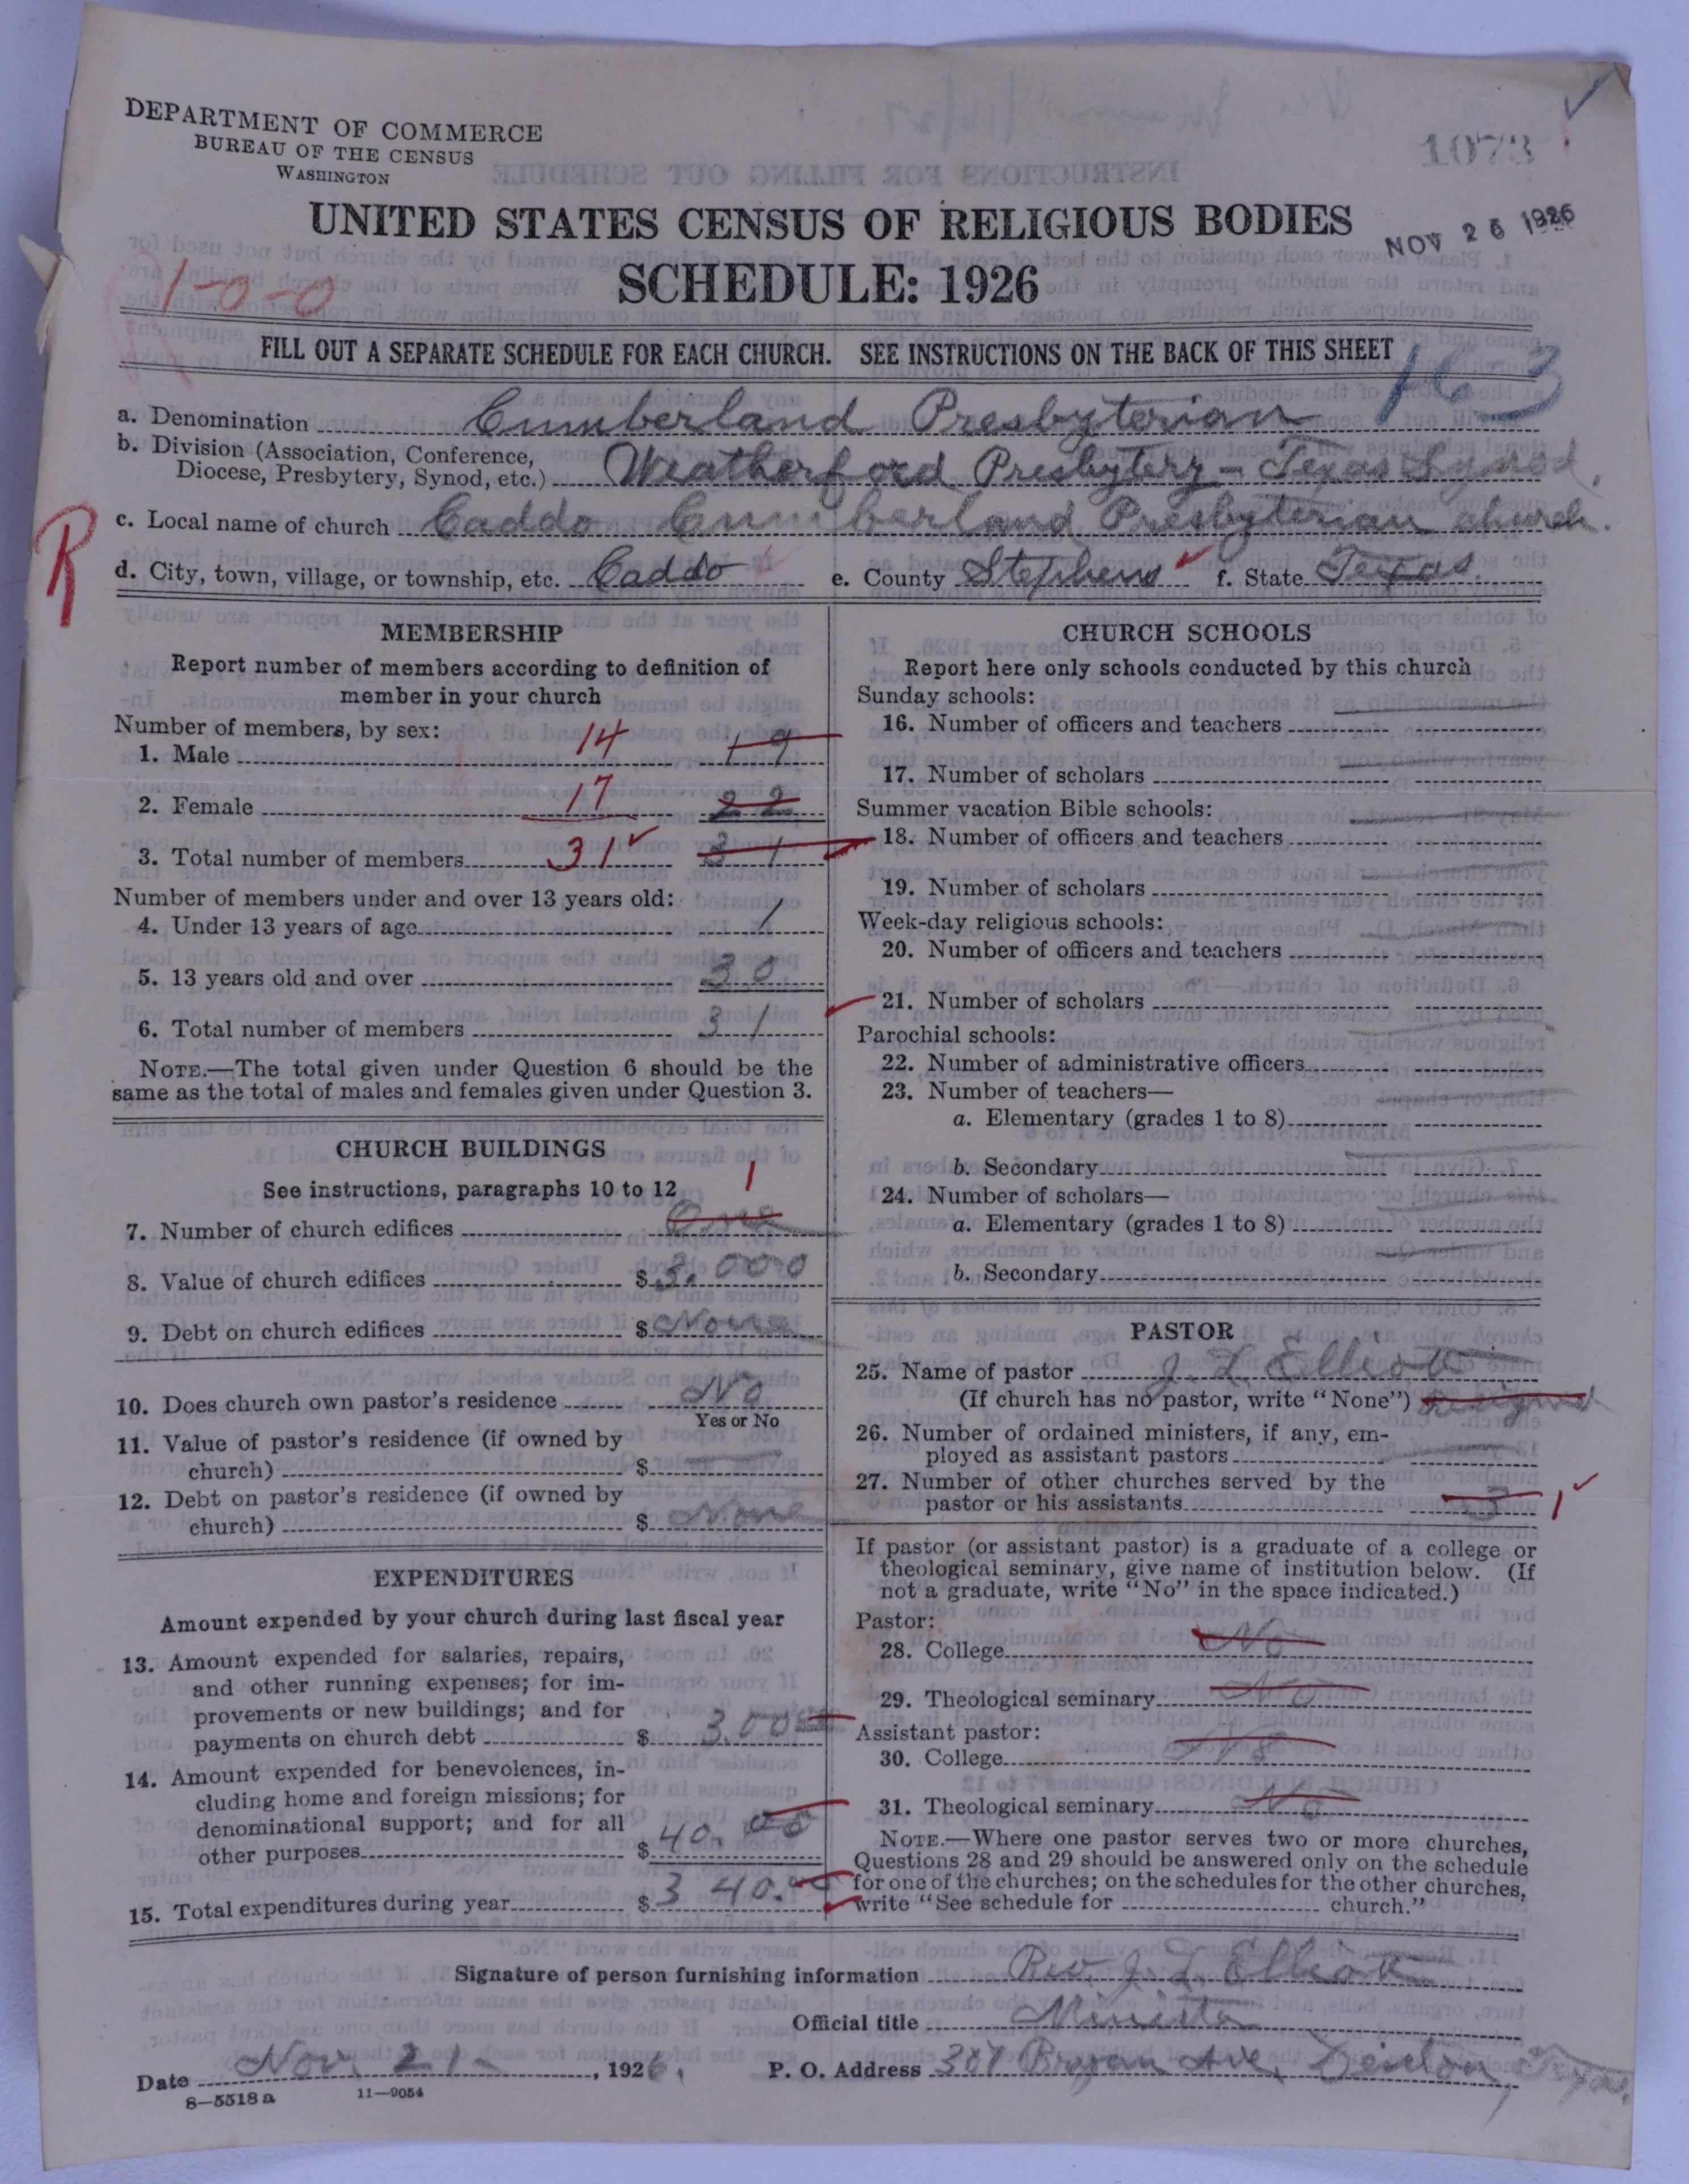 DEPARTMENT OF COMMERCE
BUREAU OF THE CENSUS
WASHINGTON
1073
UNITED STATES CENSUS OF RELIGIOUS BODIES
NOV 26 1926
SCHEDULE: 1926
1-0-0
FILL OUT A SEPARATE SCHEDULE FOR EACH CHURCH. SEE INSTRUCTIONS ON THE BACK OF THIS SHEET
163
a. Denomination Cumberland Presbyterian
b. Division (Association, Conference,
Diocese, Presbytery, Synod, etc.) Weatherford Presbytery - Texas Synod.
R
c. Local name of church Caddo Cumberland Presbyterian church.
d. City, town, village, or township, etc. Caddo e. County Stephens f. State Texas.
MEMBERSHIP
Report number of members according to definition of
member in your church
Number of members, by sex:
1. Male 14 19
2. Female 17 22
3. Total number of members 31 31
Number of members under and over 13 years old:
4. Under 13 years of age 1
5. 13 years old and over 30
6. Total number of members 31
NOTE.—The total given under Question 6 should be the
same as the total of males and females given under Question 3.
CHURCH BUILDINGS
See instructions, paragraphs 10 to 12
1
7. Number of church edifices One
8. Value of church edifices $3.000
9. Debt on church edifices $None
10. Does church own pastor's residence No
Yes or No
11. Value of pastor's residence (if owned by
church) $
12. Debt on pastor's residence (if owned by
church) $ None
EXPENDITURES
Amount expended by your church during last fiscal year
13. Amount expended for salaries, repairs,
and other running expenses; for im-
provements or new buildings; and for
payments on church debt $ 300
14. Amount expended for benevolences, in-
cluding home and foreign missions; for
denominational support; and for all
other purposes $40.00
15. Total expenditures during year $340.00
CHURCH SCHOOLS
Report here only schools conducted by this church
Sunday schools:
16. Number of officers and teachers
17. Number of scholars
Summer vacation Bible schools:
18. Number of officers and teachers
19. Number of scholars
Week-day religious schools:
20. Number of officers and teachers
21. Number of scholars
Parochial schools:
22. Number of administrative officers
23. Number of teachers—
a. Elementary (grades 1 to 8)
b. Secondary
24. Number of scholars—
a. Elementary (grades 1 to 8)
b. Secondary
PASTOR
25. Name of pastor J. L. Elliott
(If church has no pastor, write "None") Resigned
26. Number of ordained ministers, if any, em-
ployed as assistant pastors
27. Number of other churches served by the
pastor or his assistants 3 1
If pastor (or assistant pastor) is a graduate of a college or
theological seminary, give name of institution below. (If
not a graduate, write "No" in the space indicated.)
Pastor:
28. College No
29. Theological seminary No
Assistant pastor:
30. College No
31. Theological seminary No
NOTE.—Where one pastor serves two or more churches,
Questions 28 and 29 should be answered only on the schedule
for one of the churches; on the schedules for the other churches,
write "See schedule for church."
Signature of person furnishing information Rev. J. L. Elliott
Official title Minister
Date Nov. 21- , 1926. P. O. Address 307 Bryan Ave, Denton, Texas.
8—5518a 11—9054